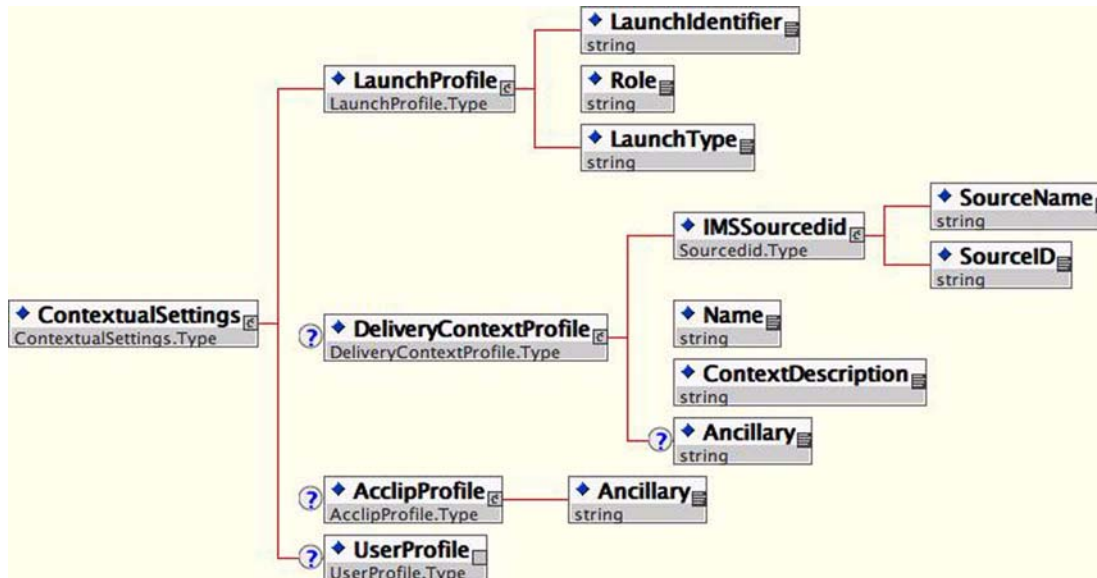 LaunchIdentifier
string
LaunchProfile
LaunchProfile.Type
Role
string
LaunchType
string
SourceName
string
IMSSourcedid
Sourcedid.Type
SourceID
string
ContextualSettings
ContextualSettings.Type
? DeliveryContextProfile
DeliveryContextProfile.Type
Name
string
ContextDescription
string
? Ancillary
string
? AcclipProfile
AcclipProfile.Type
Ancillary
string
? UserProfile
UserProfile.Type